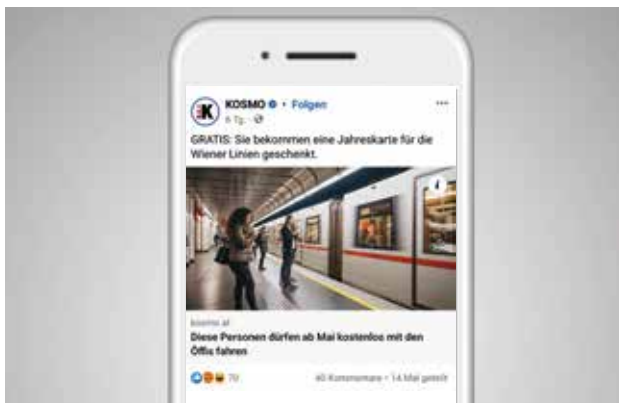 K
KOSMO • Folgen
6 Tg. •
GRATIS: Sie bekommen eine Jahreskarte für die
Wiener Linien geschenkt.
kosmo.at
Diese Personen dürfen ab Mai kostenlos mit den
Öffis fahren
70
40 Kommentare • 14 Mal geteilt